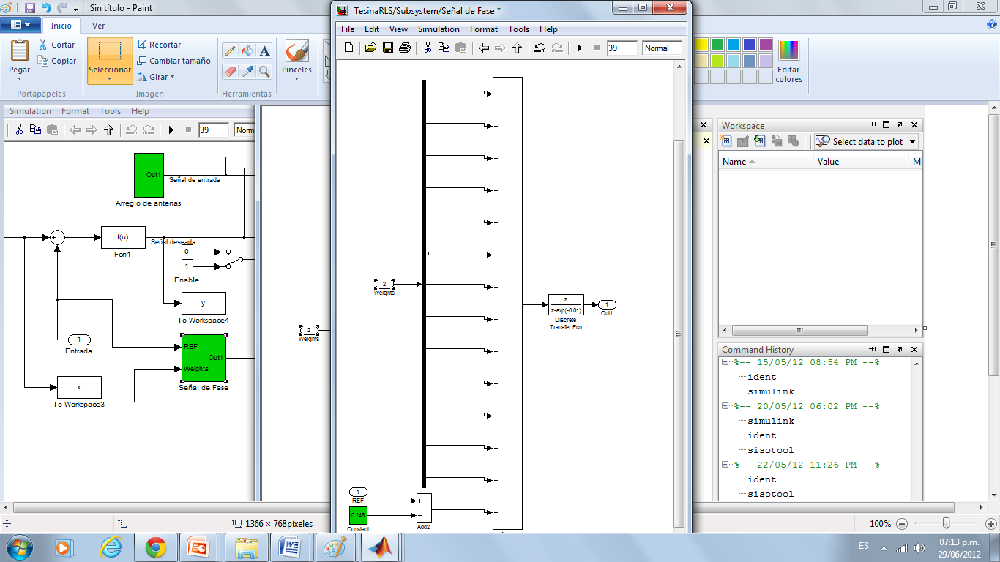 Sin título - Paint
Inicio
Ver
Pegar
Cortar
Copiar
Portapapeles
Seleccionar
Recortar
Cambiar tamaño
Girar
Imagen
Herramientas
Pinceles
Editar
colores
Simulation Format Tools Help
39
Norm
Out1
Señal de entrada
Arreglo de antenas
+
-
f(u)
Señal deseada
Fcn1
0
1
Enable
y
To Workspace4
1
Entrada
REF
Out1
Weights
Señal de Fase
x
To Workspace3
2
Weights
TesinaRLS/Subsystem/Señal de Fase *
File Edit View Simulation Format Tools Help
39
Normal
+
+
+
+
+
+
+
+
+
+
+
+
+
+
2
Weights
z
z-exp(-0.01)
Discrete
Transfer Fcn
1
Out1
1
REF
0.248
Constant
+
-
Add2
Workspace
Select data to plot
Name
Value
Mi
Command History
%-- 15/05/12 08:54 PM --%
ident
simulink
%-- 20/05/12 06:02 PM --%
simulink
ident
sisotool
%-- 22/05/12 11:26 PM --%
ident
sisotool
1366 × 768píxeles
100%
ES
07:13 p.m.
29/06/2012